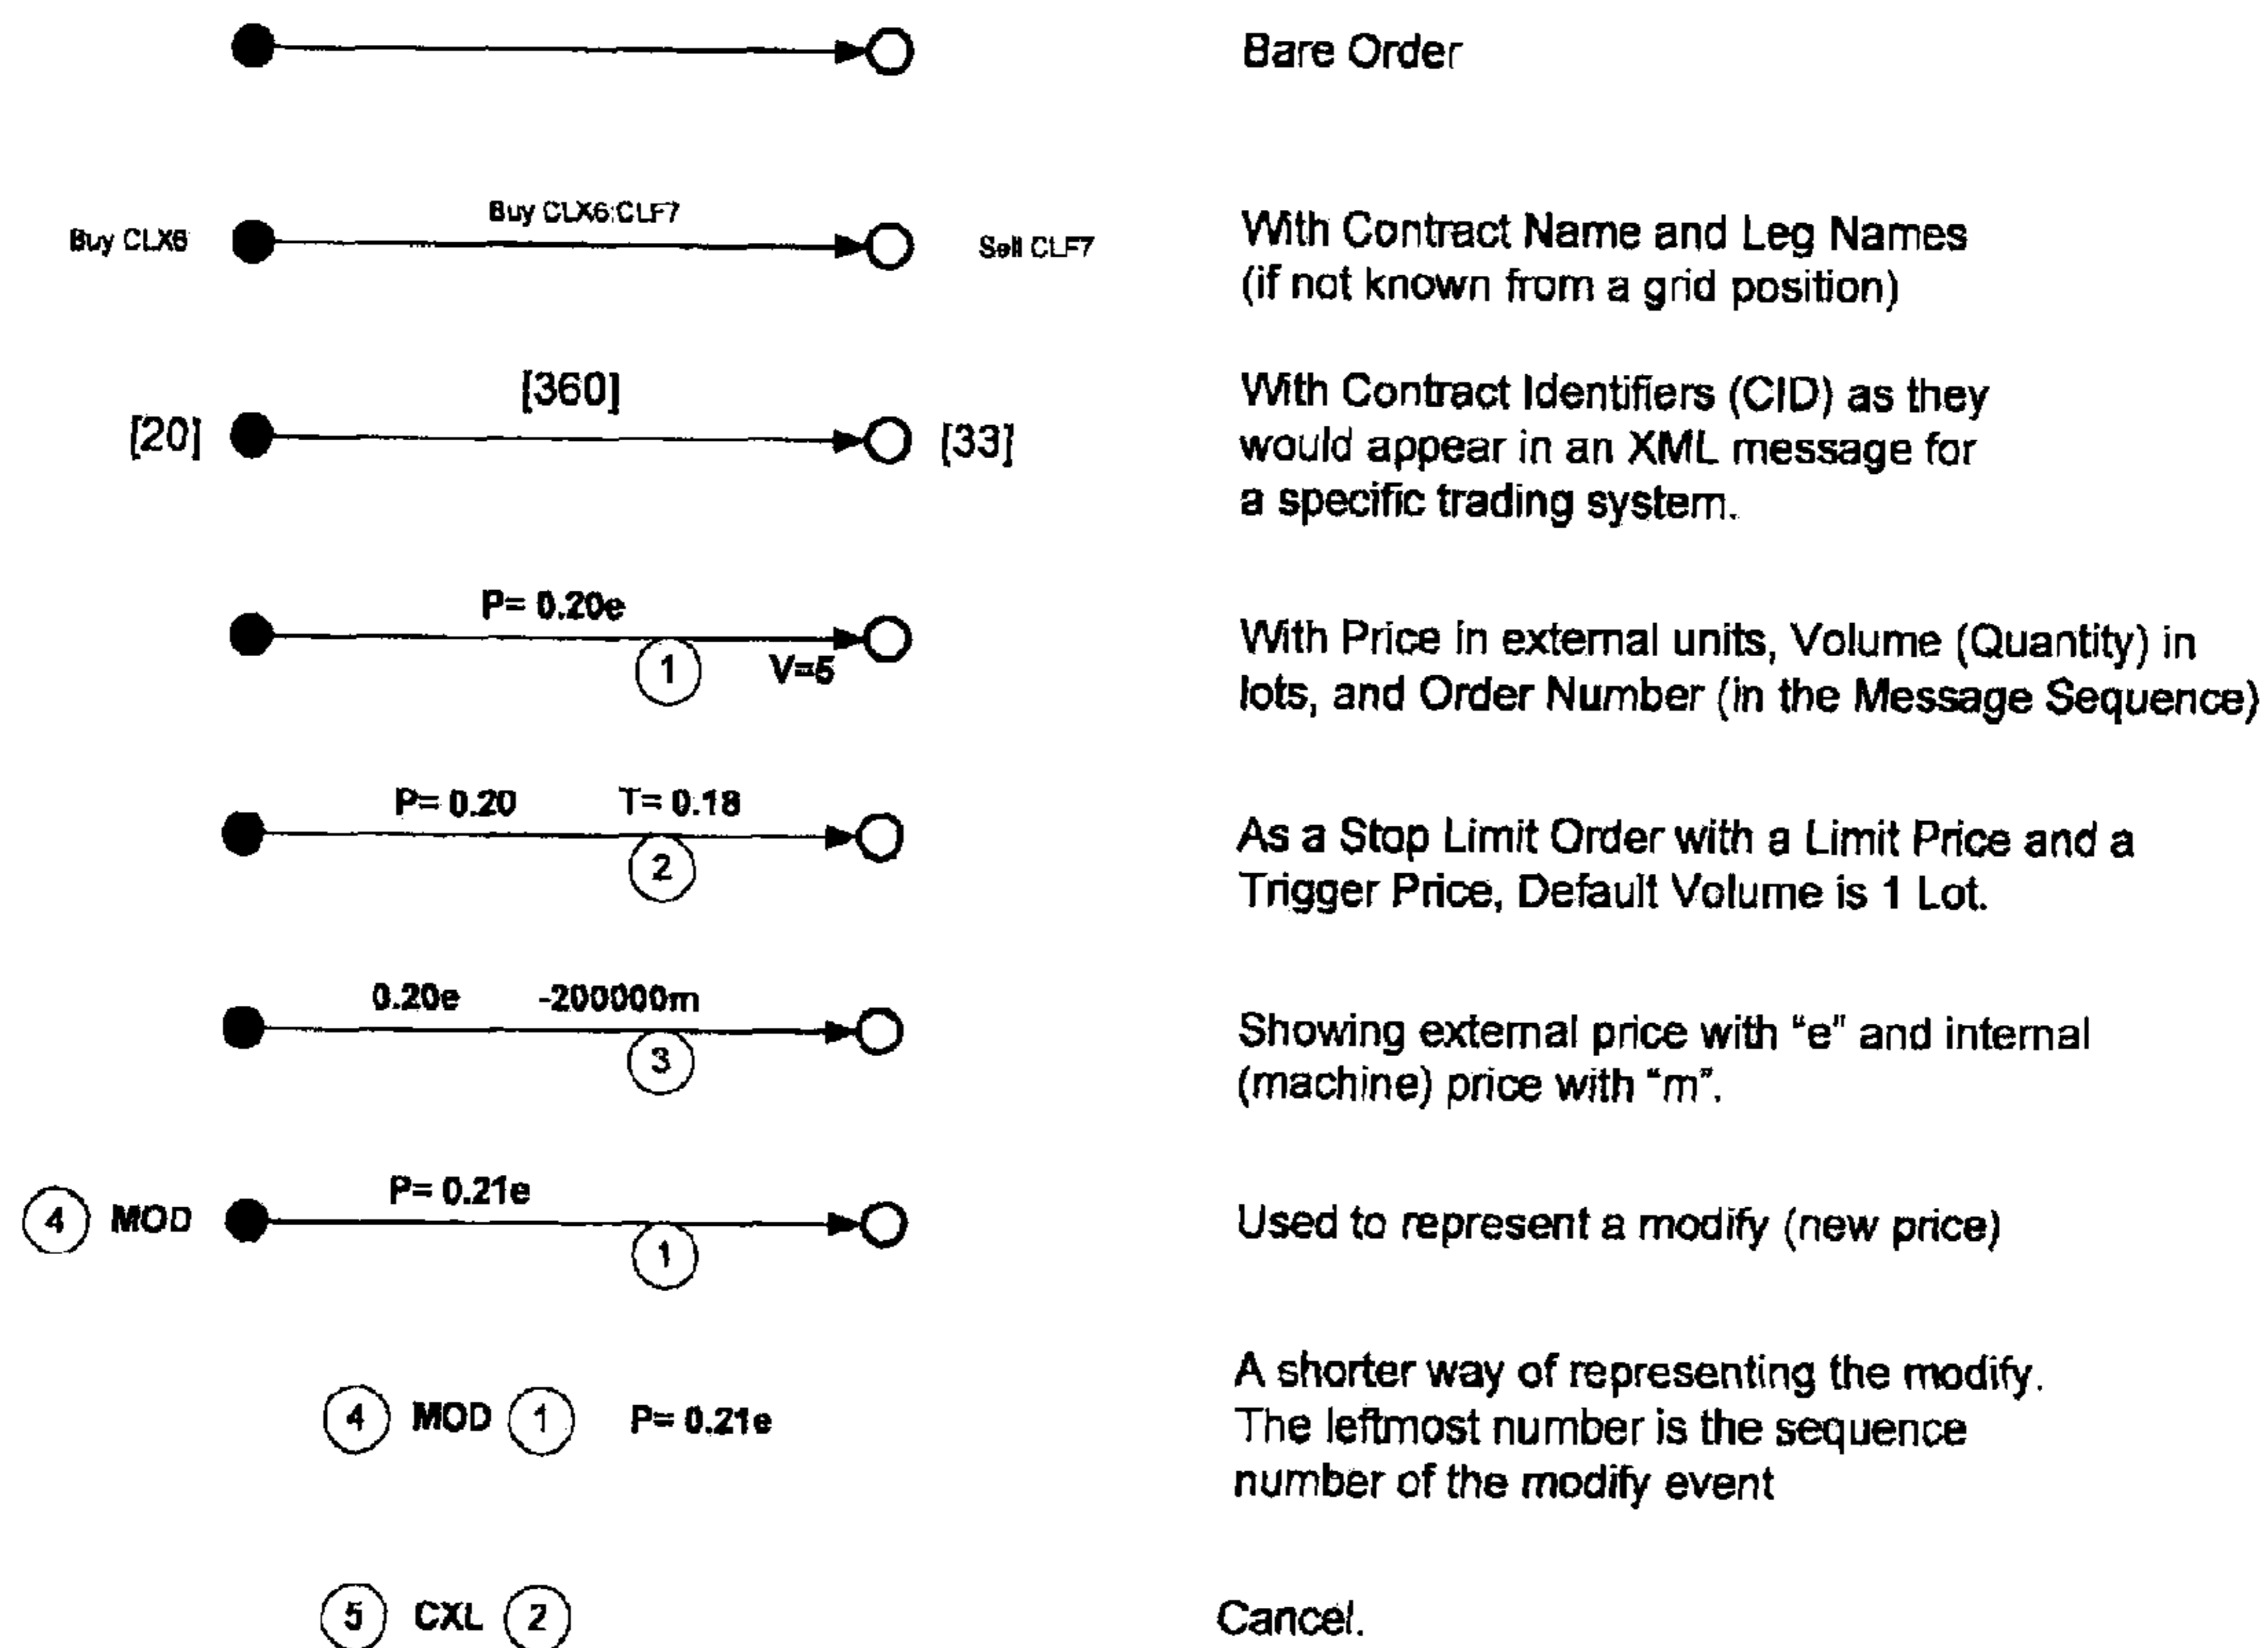 Bare Order
Buy CLX6
Buy CLX6:CLF7
Sell CLF7
With Contract Name and Leg Names
(if not known from a grid position)
[20]
[360]
[33]
With Contract Identifiers (CID) as they
would appear in an XML message for
a specific trading system.
P= 0.20e
1
V=5
With Price in external units, Volume (Quantity) in
lots, and Order Number (in the Message Sequence)
P= 0.20
T= 0.18
2
As a Stop Limit Order with a Limit Price and a
Trigger Price, Default Volume is 1 Lot.
0.20e
-200000m
3
Showing external price with “e” and internal
(machine) price with “m”.
4 MOD
P= 0.21e
1
Used to represent a modify (new price)
4 MOD 1 P= 0.21e
A shorter way of representing the modify.
The leftmost number is the sequence
number of the modify event
5 CXL 2
Cancel.